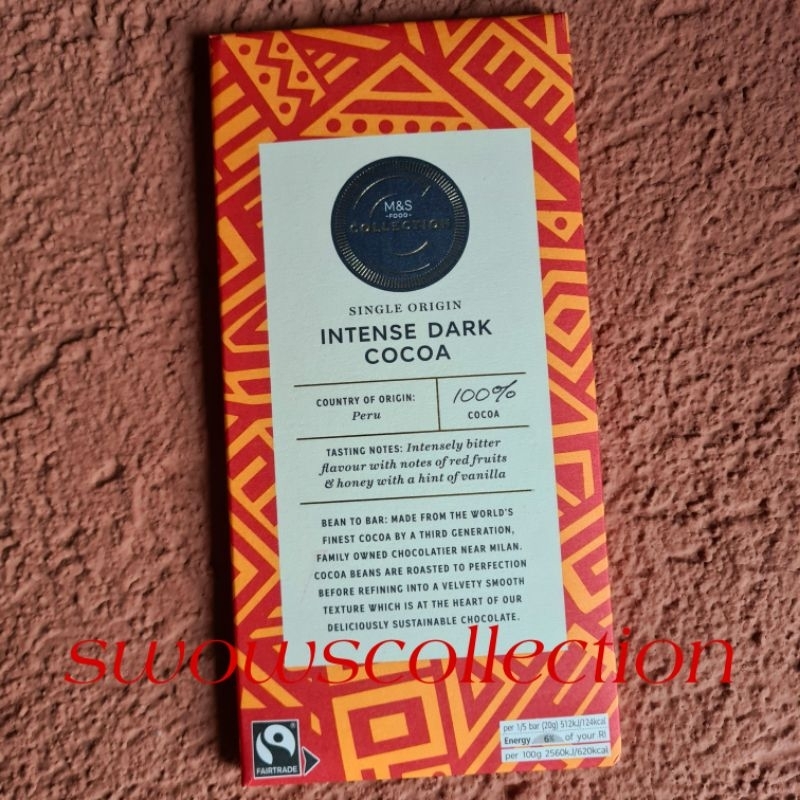 M&S
-FOOD-
COLLECTION
SINGLE ORIGIN
INTENSE DARK
COCOA
COUNTRY OF ORIGIN:
Peru
100%
COCOA
TASTING NOTES: Intensely bitter
flavour with notes of red fruits
& honey with a hint of vanilla
BEAN TO BAR: MADE FROM THE WORLD'S
FINEST COCOA BY A THIRD GENERATION,
FAMILY OWNED CHOCOLATIER NEAR MILAN.
COCOA BEANS ARE ROASTED TO PERFECTION
BEFORE REFINING INTO A VELVETY SMOOTH
TEXTURE WHICH IS AT THE HEART OF OUR
DELICIOUSLY SUSTAINABLE CHOCOLATE.
swowscollection
FAIRTRADE
per 1/5 bar (20g) 512kJ/124kcal
Energy 6% of your RI
per 100g 2560kJ/620kcal